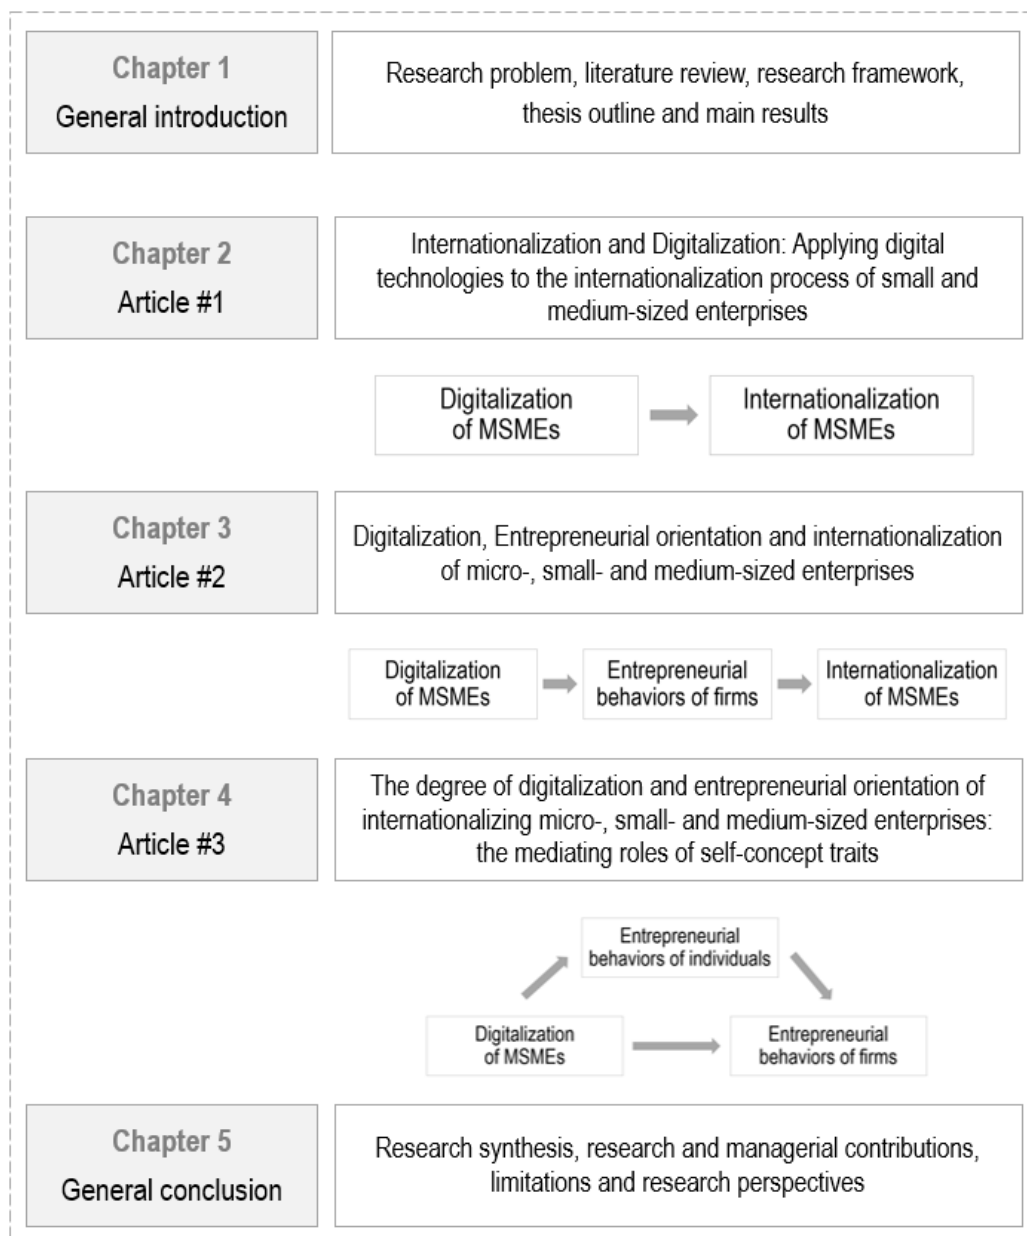 Chapter 1
General introduction
Research problem, literature review, research framework,
thesis outline and main results
Chapter 2
Article #1
Internationalization and Digitalization: Applying digital
technologies to the internationalization process of small and
medium-sized enterprises
Digitalization
of MSMEs
Internationalization
of MSMEs
Chapter 3
Article #2
Digitalization, Entrepreneurial orientation and internationalization
of micro-, small- and medium-sized enterprises
Digitalization
of MSMEs
Entrepreneurial
behaviors of firms
Internationalization
of MSMEs
Chapter 4
Article #3
The degree of digitalization and entrepreneurial orientation of
internationalizing micro-, small- and medium-sized enterprises:
the mediating roles of self-concept traits
Entrepreneurial
behaviors of individuals
Digitalization
of MSMEs
Entrepreneurial
behaviors of firms
Chapter 5
General conclusion
Research synthesis, research and managerial contributions,
limitations and research perspectives